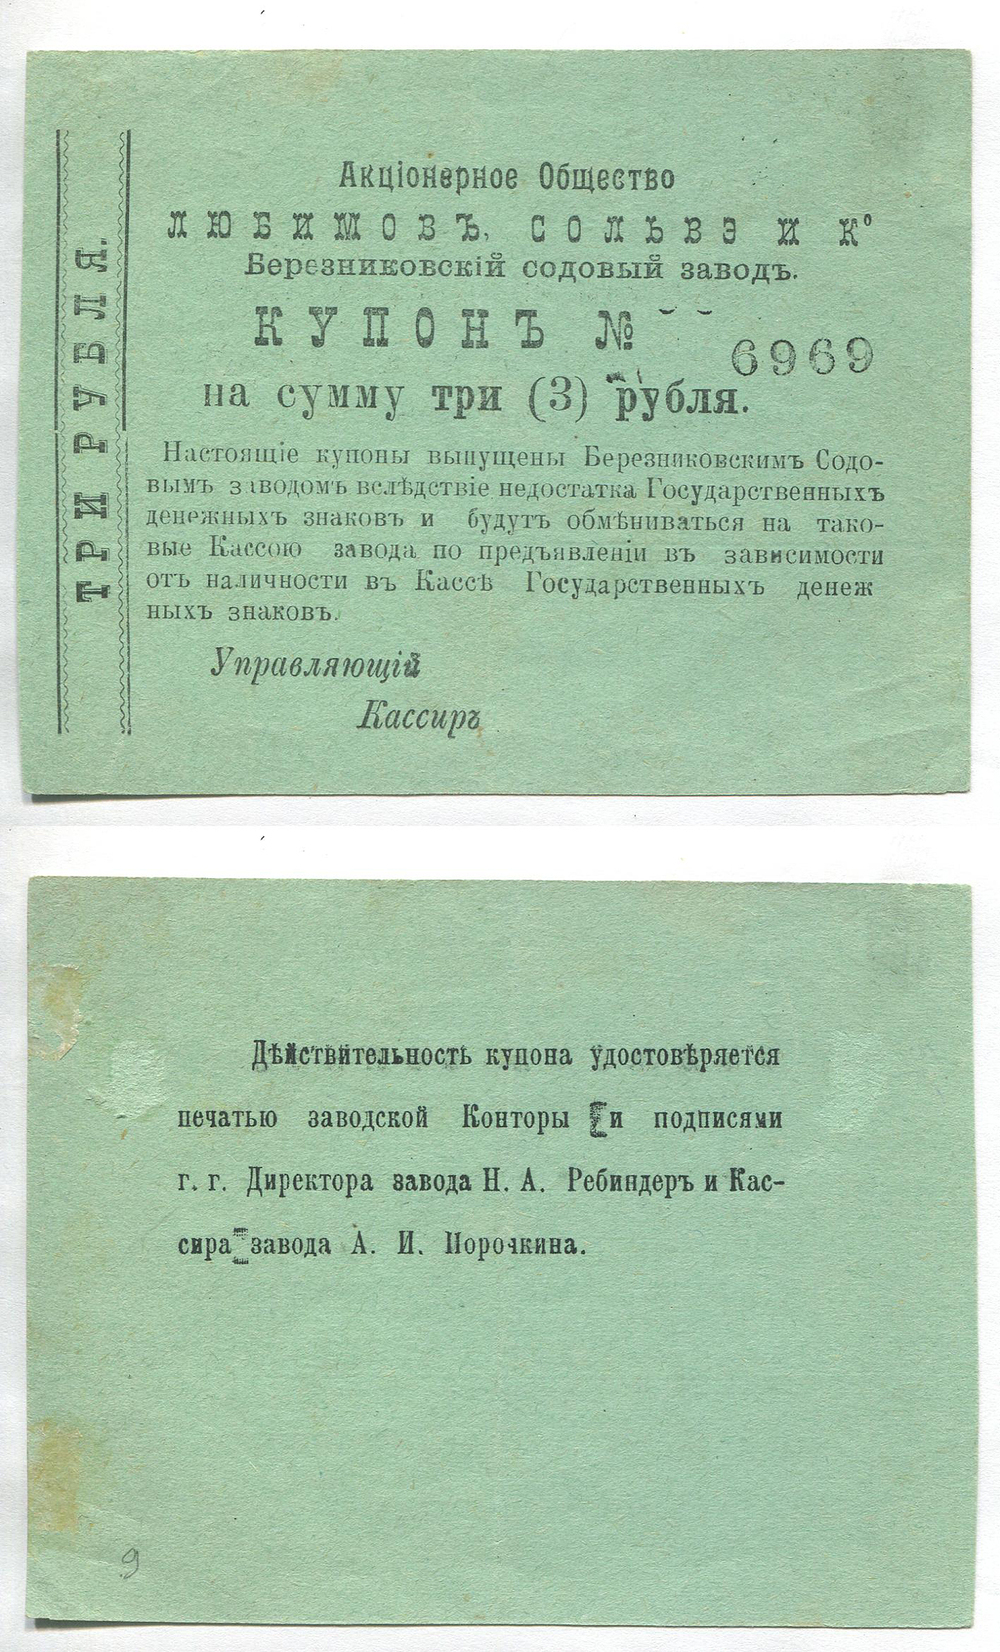 ТРИ РУБЛЯ.
Акціонерное Общество
ЛЮБИМОВЪ, СОЛЬВЭ И К°
Березниковскій содовый заводъ.
КУПОНЪ №
6969
на сумму три (3) рубля.
Настоящіе купоны выпущены Березниковскимъ Содо-
вымъ заводомъ вслѣдствіе недостатка Государственныхъ
денежныхъ знаковъ и будутъ обмѣниваться на тако-
вые Кассою завода по предъявленіи въ зависимости
отъ наличности въ Кассѣ Государственныхъ денеж
ныхъ знаковъ.
Управляющій
Кассиръ
Дѣйствительность купона удостовѣряется
печатью заводской Конторы и подписями
г. г. Директора завода Н. А. Ребиндеръ и Кас-
сира завода А. И. Порочкина.
9